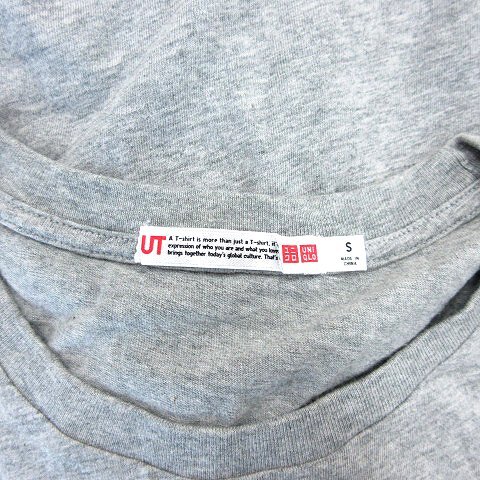 UT
A T-shirt is more than just a T-shirt, it'
expression of who you are and what you love
brings together today's global culture. That's
ユニ
クロ
UNI
QLO
S
MADE IN
CHINA